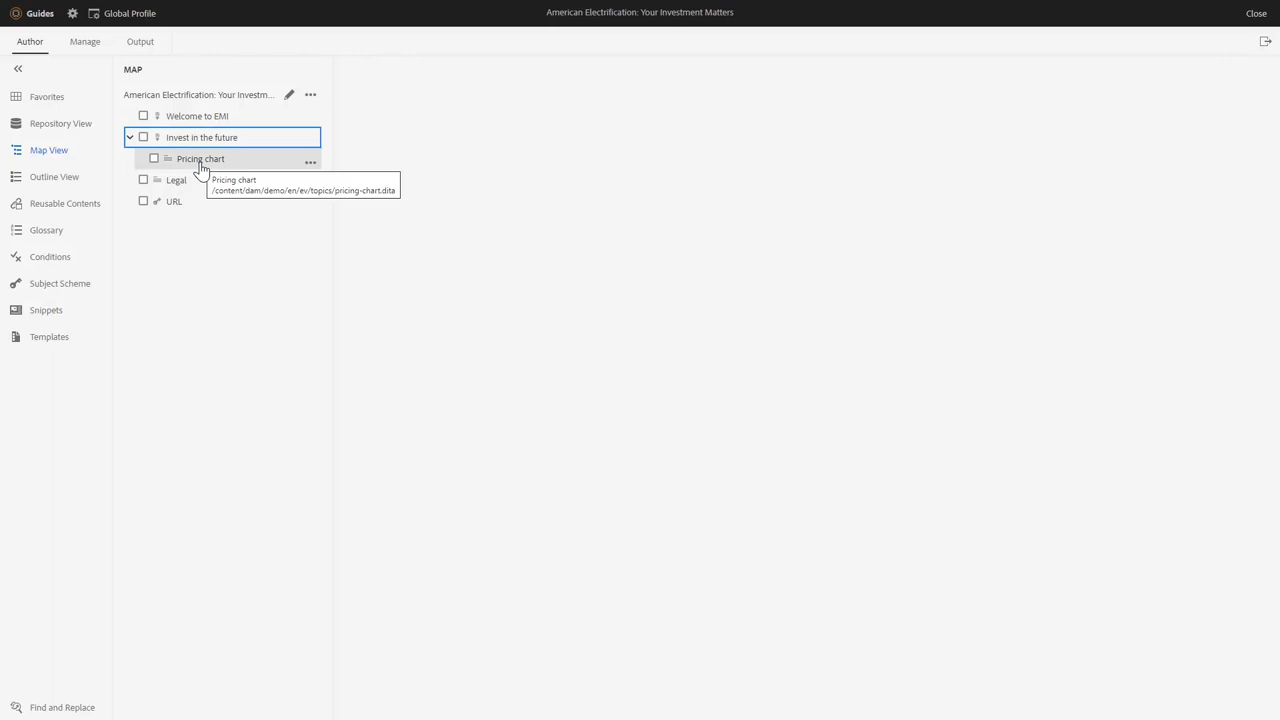 Guides
Global Profile
American Electrification: Your Investment Matters
Close
Author
Manage
Output
Favorites
Repository View
Map View
Outline View
Reusable Contents
Glossary
Conditions
Subject Scheme
Snippets
Templates
Find and Replace
MAP
American Electrification: Your Investm...
Welcome to EMI
Invest in the future
Pricing chart
Legal
URL
Pricing chart
/content/dam/demo/en/ev/topics/pricing-chart.dita